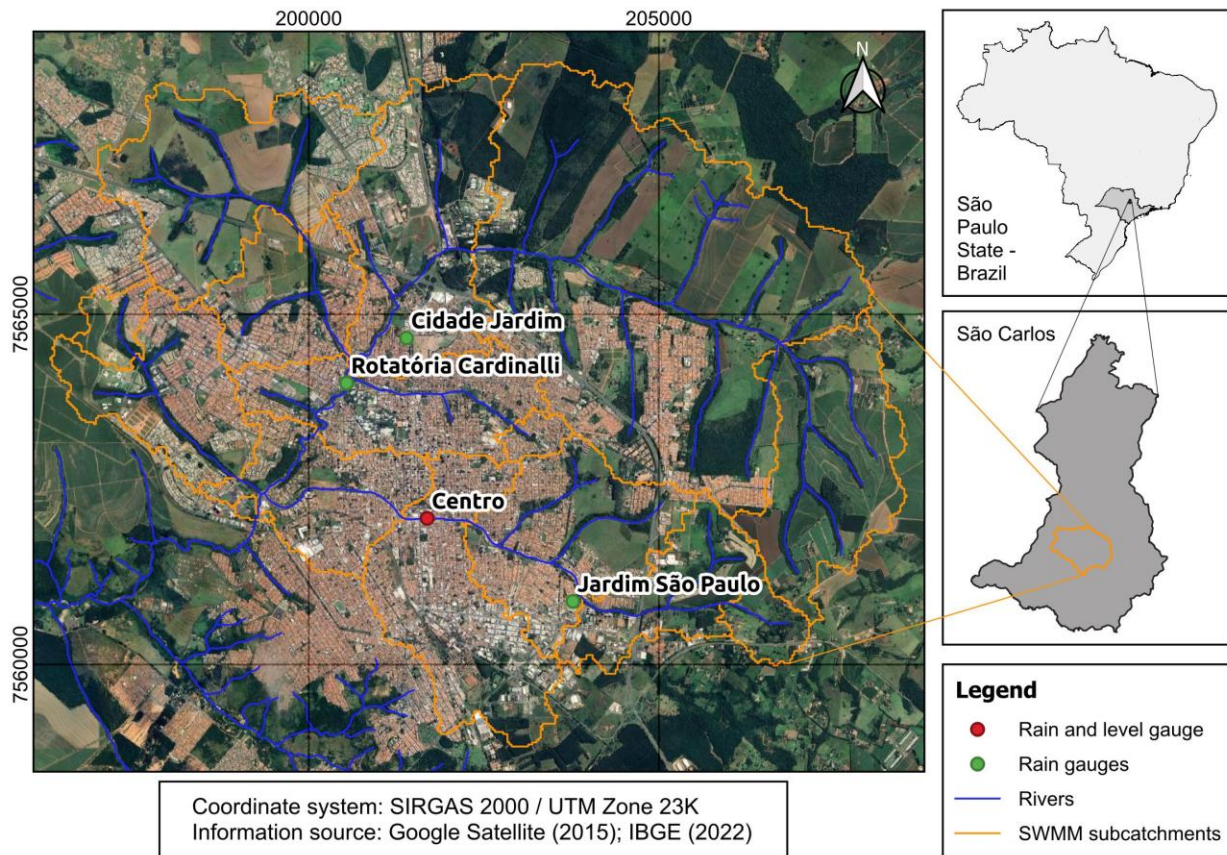 200000
205000
N
7565000
7560000
Cidade Jardim
Rotatória Cardinalli
Centro
Jardim São Paulo
São
Paulo
State -
Brazil
São Carlos
Legend
Rain and level gauge
Rain gauges
Rivers
SWMM subcatchments
Coordinate system: SIRGAS 2000 / UTM Zone 23K
Information source: Google Satellite (2015); IBGE (2022)